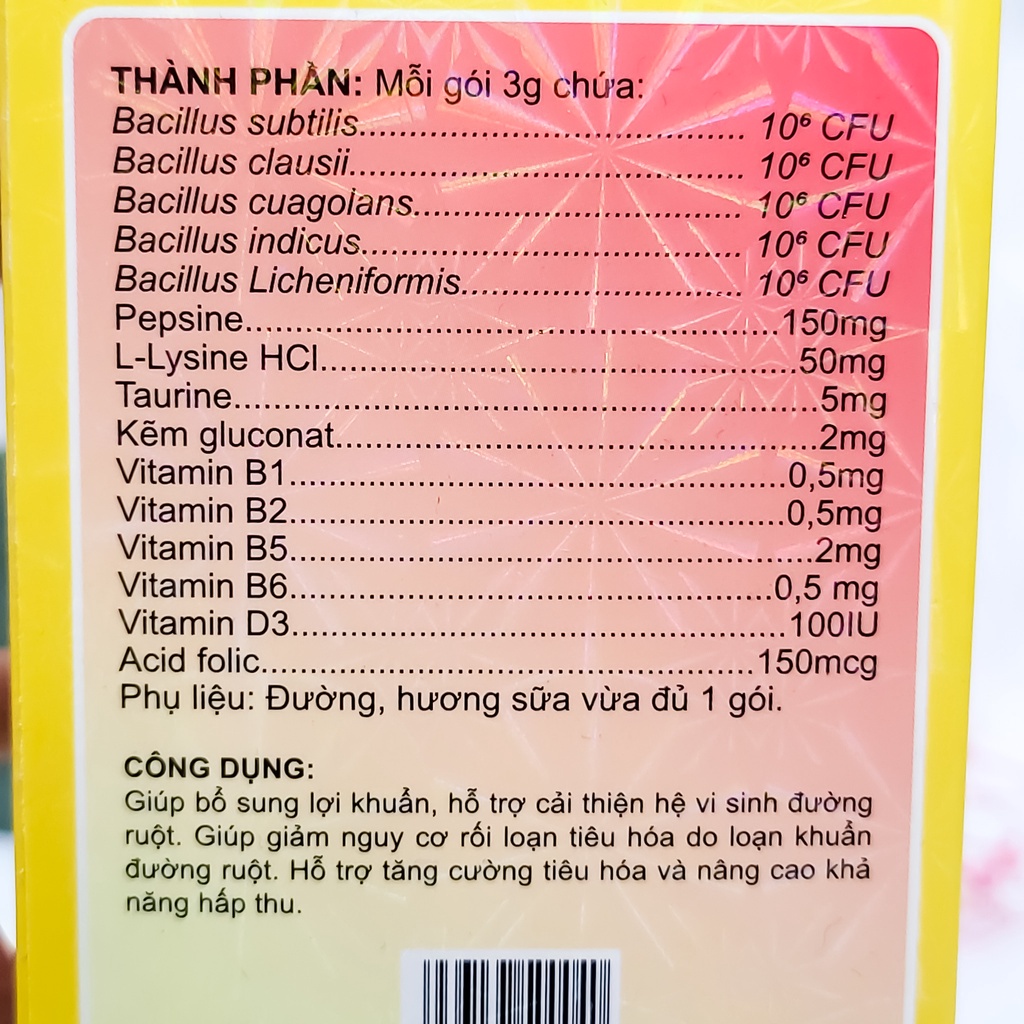 THÀNH PHẦN: Mỗi gói 3g chứa:
Bacillus subtilis.......................................... 10⁶ CFU
Bacillus clausii........................................... 10⁶ CFU
Bacillus cuagolans.................................... 10⁶ CFU
Bacillus indicus.......................................... 10⁶ CFU
Bacillus Licheniformis............................... 10⁶ CFU
Pepsine.........................................................150mg
L-Lysine HCl...................................................50mg
Taurine..............................................................5mg
Kẽm gluconat....................................................2mg
Vitamin B1.....................................................0,5mg
Vitamin B2.....................................................0,5mg
Vitamin B5........................................................2mg
Vitamin B6....................................................0,5 mg
Vitamin D3.....................................................100IU
Acid folic.....................................................150mcg
Phụ liệu: Đường, hương sữa vừa đủ 1 gói.
CÔNG DỤNG:
Giúp bổ sung lợi khuẩn, hỗ trợ cải thiện hệ vi sinh đường
ruột. Giúp giảm nguy cơ rối loạn tiêu hóa do loạn khuẩn
đường ruột. Hỗ trợ tăng cường tiêu hóa và nâng cao khả
năng hấp thu.